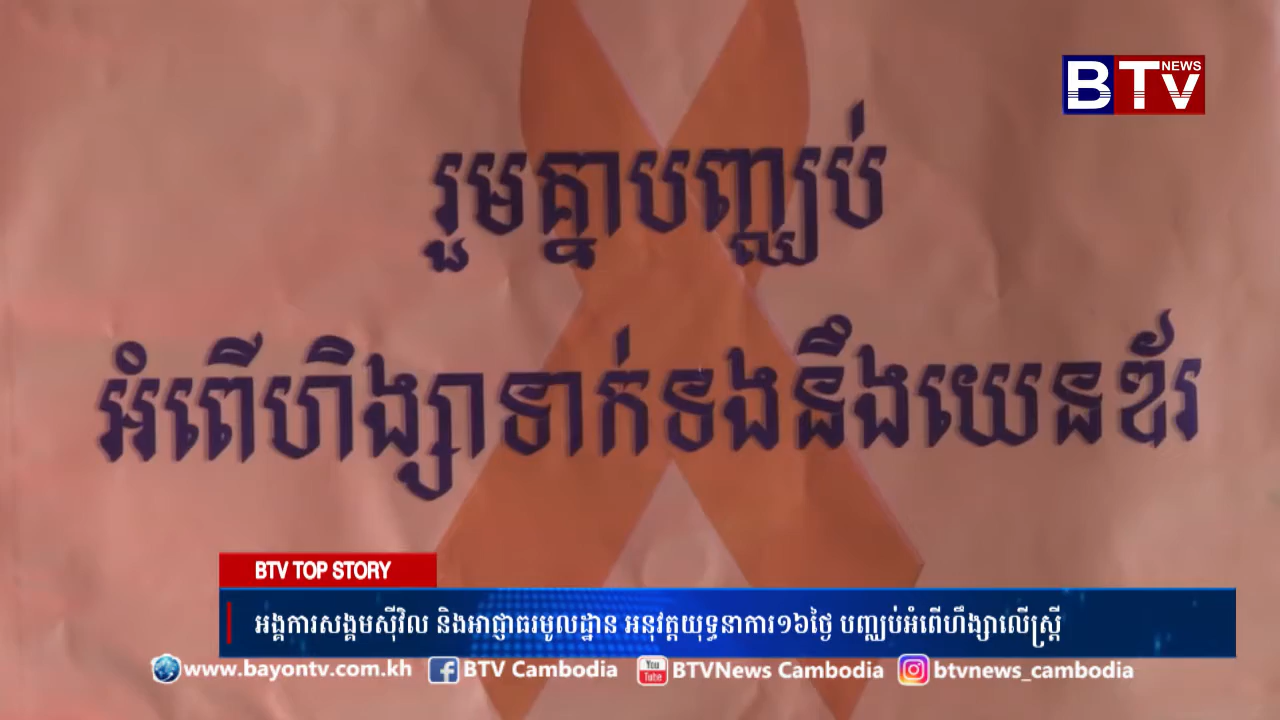 BTV NEWS
រួមគ្នាបញ្ឈប់
អំពើហិង្សាទាក់ទងនឹងយេនឌ័រ
BTV TOP STORY
អង្គការសង្គមស៊ីវិល និងអាជ្ញាធរមូលដ្ឋាន អនុវត្តយុទ្ធនាការ១៦ថ្ងៃ បញ្ឈប់អំពើហឹង្សាលើស្ត្រី
www.bayontv.com.kh BTV Cambodia You Tube BTVNews Cambodia btvnews_cambodia